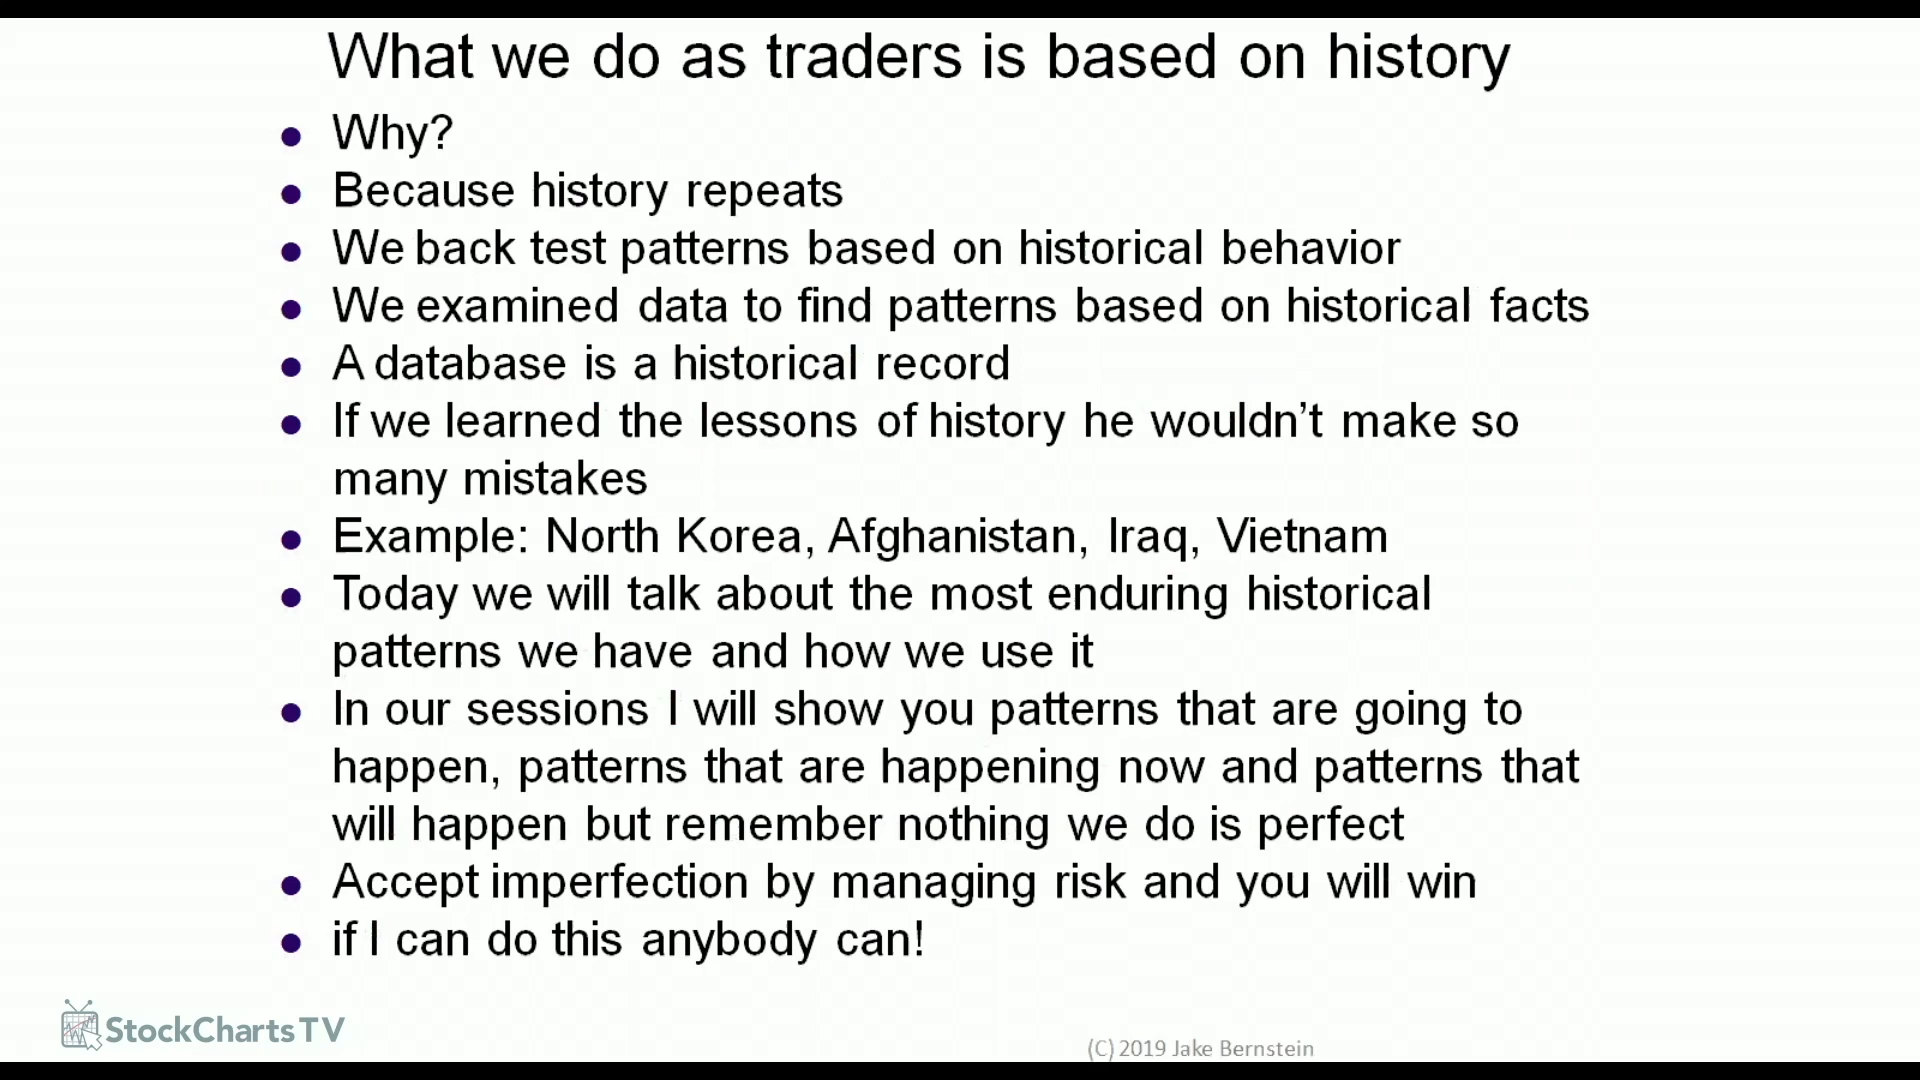 What we do as traders is based on history
Why?
Because history repeats
We back test patterns based on historical behavior
We examined data to find patterns based on historical facts
A database is a historical record
If we learned the lessons of history he wouldn’t make so
many mistakes
Example: North Korea, Afghanistan, Iraq, Vietnam
Today we will talk about the most enduring historical
patterns we have and how we use it
In our sessions I will show you patterns that are going to
happen, patterns that are happening now and patterns that
will happen but remember nothing we do is perfect
Accept imperfection by managing risk and you will win
if I can do this anybody can!
StockCharts TV
(C) 2019 Jake Bernstein